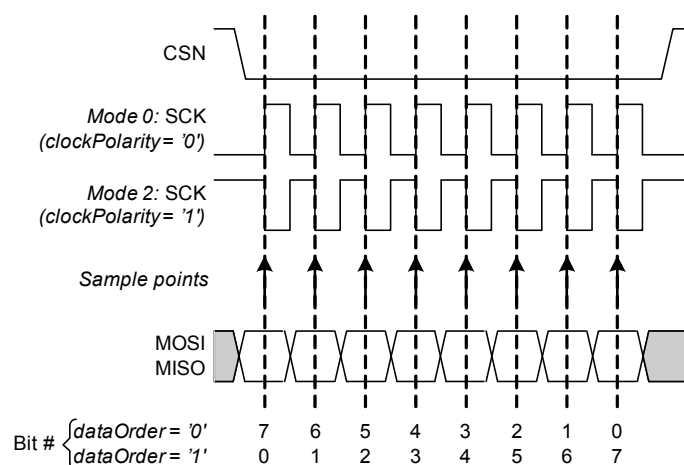 CSN
Mode 0: SCK
(clockPolarity = '0')
Mode 2: SCK
(clockPolarity = '1')
Sample points
MOSI
MISO
Bit # { dataOrder = '0' 7 6 5 4 3 2 1 0
dataOrder = '1' 0 1 2 3 4 5 6 7